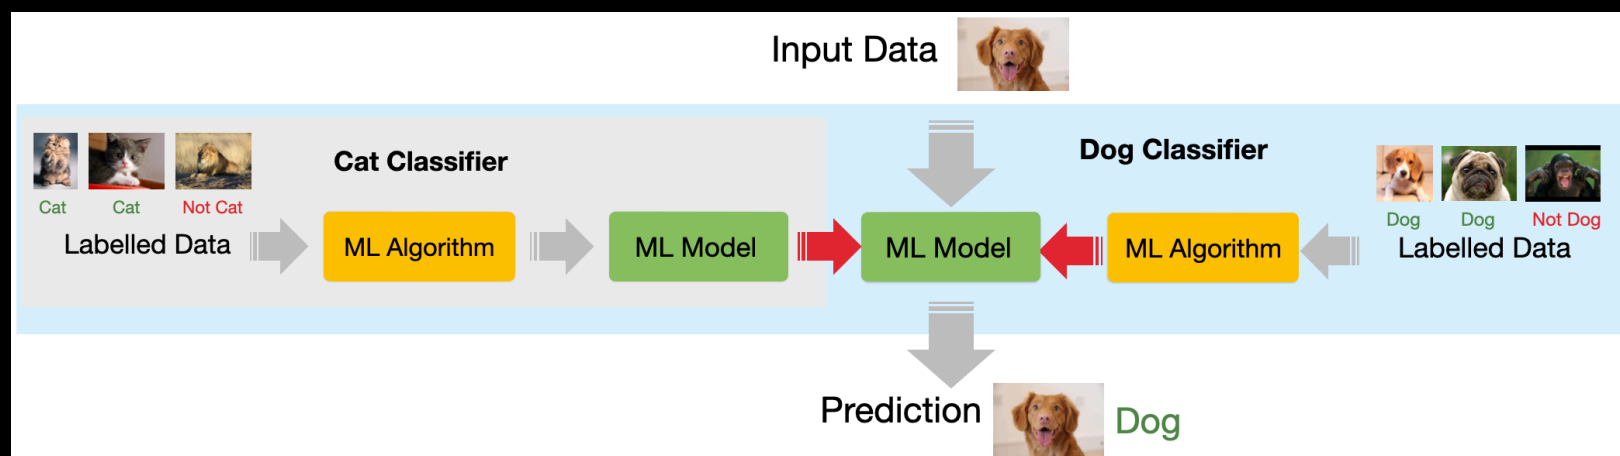 Input Data
Cat Classifier
Cat
Cat
Not Cat
Labelled Data
ML Algorithm
ML Model
ML Model
Dog Classifier
ML Algorithm
Dog
Dog
Not Dog
Labelled Data
Prediction
Dog